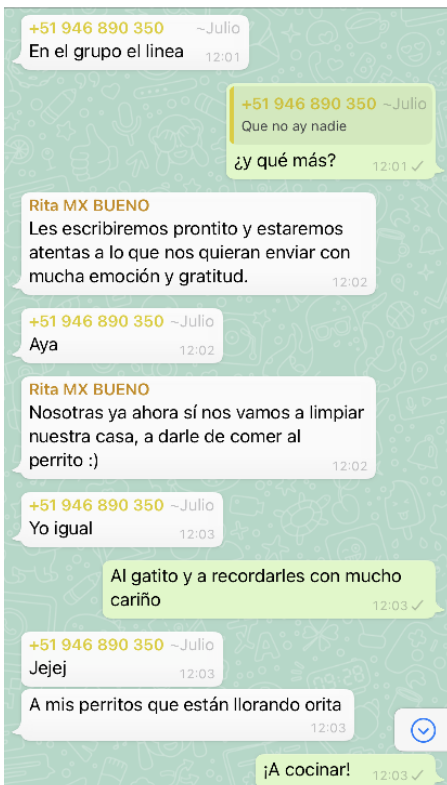 +51 946 890 350 ~Julio
En el grupo el linea 12:01
+51 946 890 350 ~Julio
Que no ay nadie
¿y qué más? 12:01
Rita MX BUENO
Les escribiremos prontito y estaremos
atentas a lo que nos quieran enviar con
mucha emoción y gratitud. 12:02
+51 946 890 350 ~Julio
Aya 12:02
Rita MX BUENO
Nosotras ya ahora sí nos vamos a limpiar
nuestra casa, a darle de comer al
perrito :) 12:02
+51 946 890 350 ~Julio
Yo igual 12:03
Al gatito y a recordarles con mucho
cariño 12:03
+51 946 890 350 ~Julio
Jejej 12:03
A mis perritos que están llorando orita
12:03
¡A cocinar! 12:03